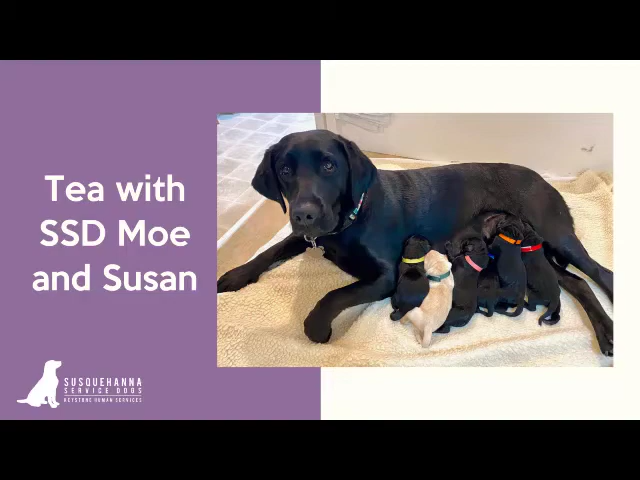 Tea with
SSD Moe
and Susan
SUSQUEHANNA
SERVICE DOGS
KEYSTONE HUMAN SERVICES